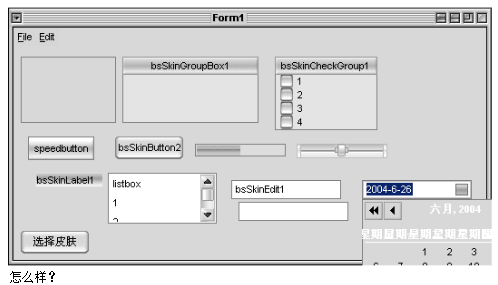 Form1
File Edit
bsSkinGroupBox1
bsSkinCheckGroup1
1
2
3
4
speedbutton
bsSkinButton2
bsSkinLabel1
listbox
1
bsSkinEdit1
2004-6-26
六月, 2004
星期 星期 星期 星期 星期 星期
1 2 3
选择皮肤
怎么样?